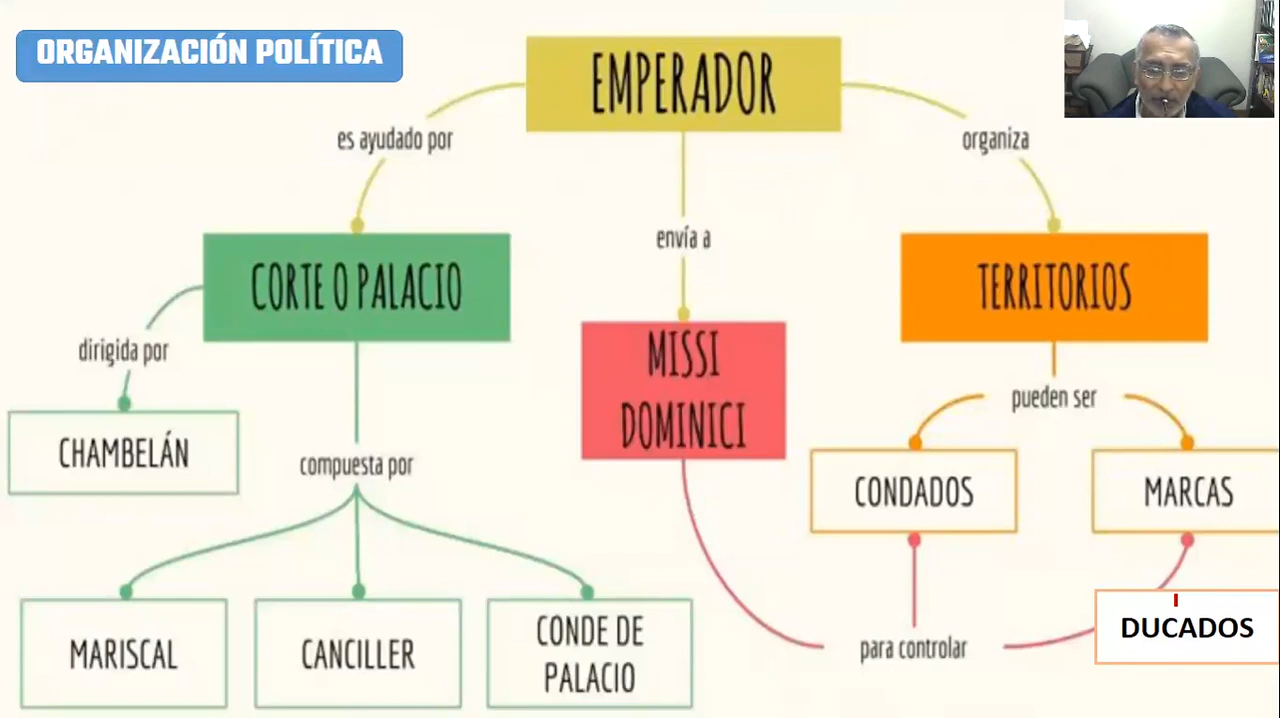 ORGANIZACIÓN POLÍTICA
EMPERADOR
es ayudado por
organiza
envía a
CORTE O PALACIO
TERRITORIOS
dirigida por
MISSI
DOMINICI
pueden ser
CHAMBELÁN
compuesta por
CONDADOS
MARCAS
MARISCAL
CANCILLER
CONDE DE
PALACIO
para controlar
DUCADOS